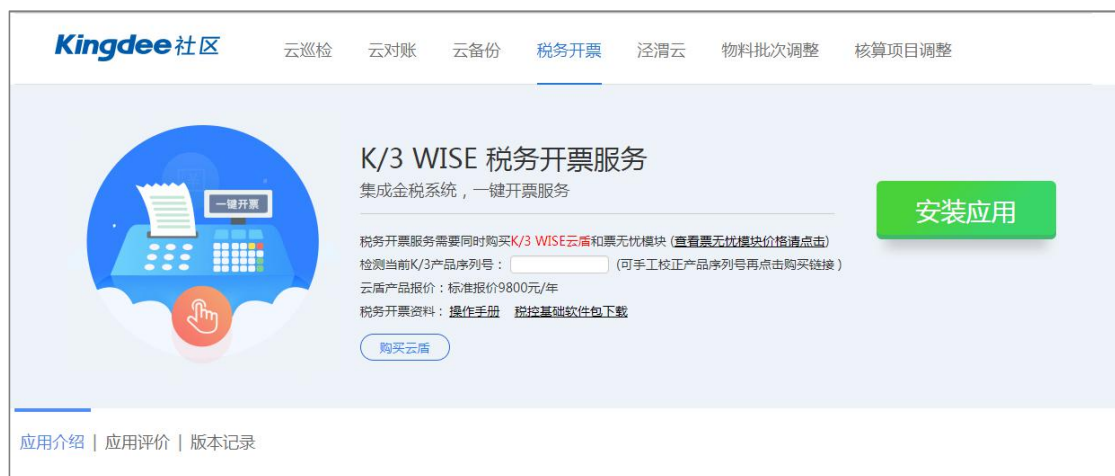 Kingdee社区 云巡检 云对账 云备份 税务开票 泾渭云 物料批次调整 核算项目调整
一键开票
K/3 WISE 税务开票服务
集成金税系统，一键开票服务
安装应用
税务开票服务需要同时购买K/3 WISE云盾和票无忧模块 (查看票无忧模块价格请点击)
检测当前K/3产品序列号： (可手工校正产品序列号再点击购买链接)
云盾产品报价：标准报价9800元/年
税务开票资料：操作手册 税控基础软件包下载
购买云盾
应用介绍 | 应用评价 | 版本记录